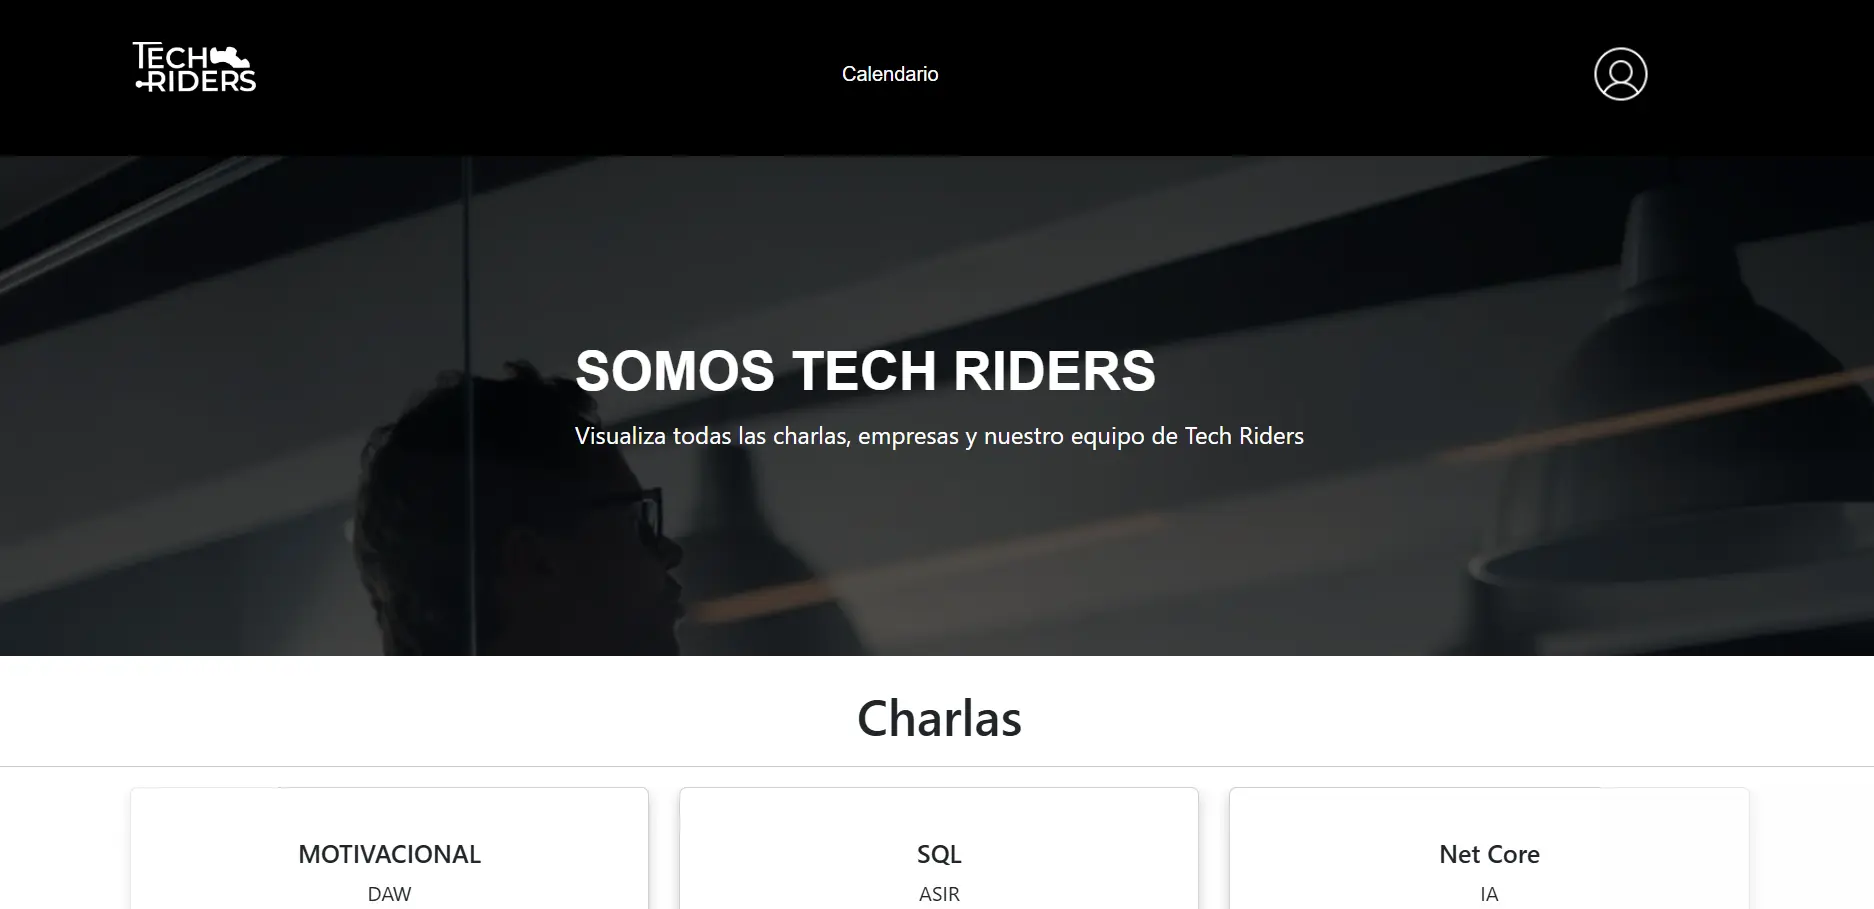 TECH
RIDERS
Calendario
SOMOS TECH RIDERS
Visualiza todas las charlas, empresas y nuestro equipo de Tech Riders
Charlas
MOTIVACIONAL
DAW
SQL
ASIR
Net Core
IA